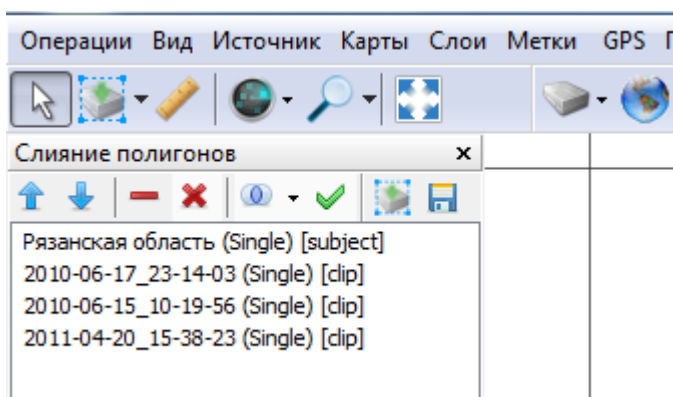 Операции Вид Источник Карты Слои Метки GPS
Слияние полигонов
Рязанская область (Single) [subject]
2010-06-17_23-14-03 (Single) [clip]
2010-06-15_10-19-56 (Single) [clip]
2011-04-20_15-38-23 (Single) [clip]